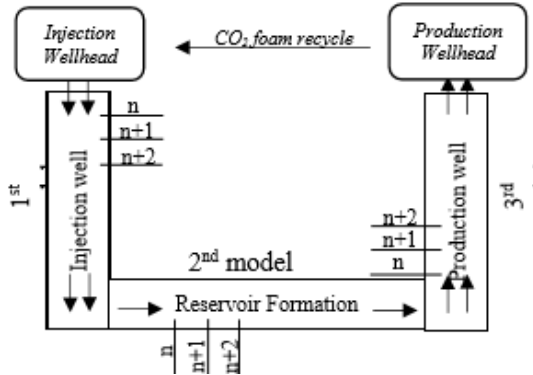 Injection
Wellhead
CO2 foam recycle
Production
Wellhead
n
n+1
n+2
1st
Injection well
n+2
n+1
n
Production well
3rd
2nd model
Reservoir Formation
n
n+1
n+2